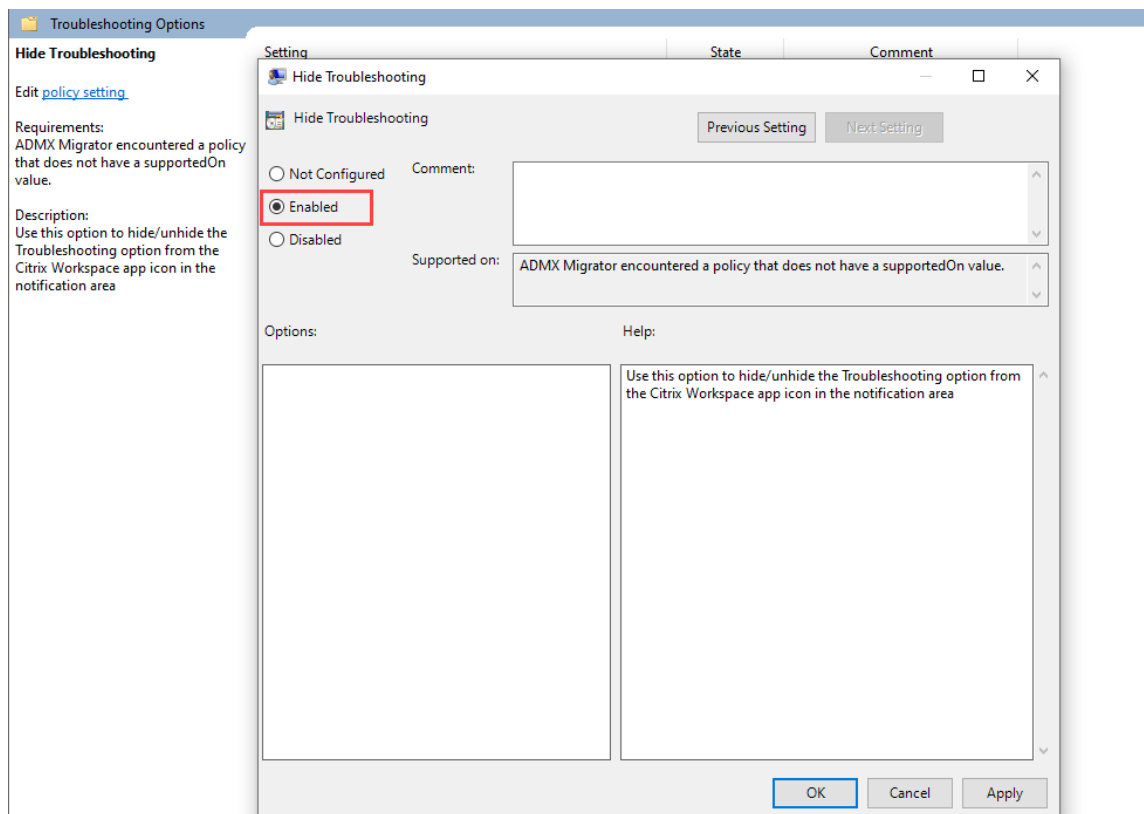 Troubleshooting Options
Hide Troubleshooting
Edit policy setting
Requirements:
ADMX Migrator encountered a policy
that does not have a supportedOn
value.
Description:
Use this option to hide/unhide the
Troubleshooting option from the
Citrix Workspace app icon in the
notification area
Setting State Comment
Hide Troubleshooting
Hide Troubleshooting
Previous Setting Next Setting
Not Configured
Enabled
Disabled
Comment:
Supported on:
ADMX Migrator encountered a policy that does not have a supportedOn value.
Options:
Help:
Use this option to hide/unhide the Troubleshooting option from
the Citrix Workspace app icon in the notification area
OK Cancel Apply